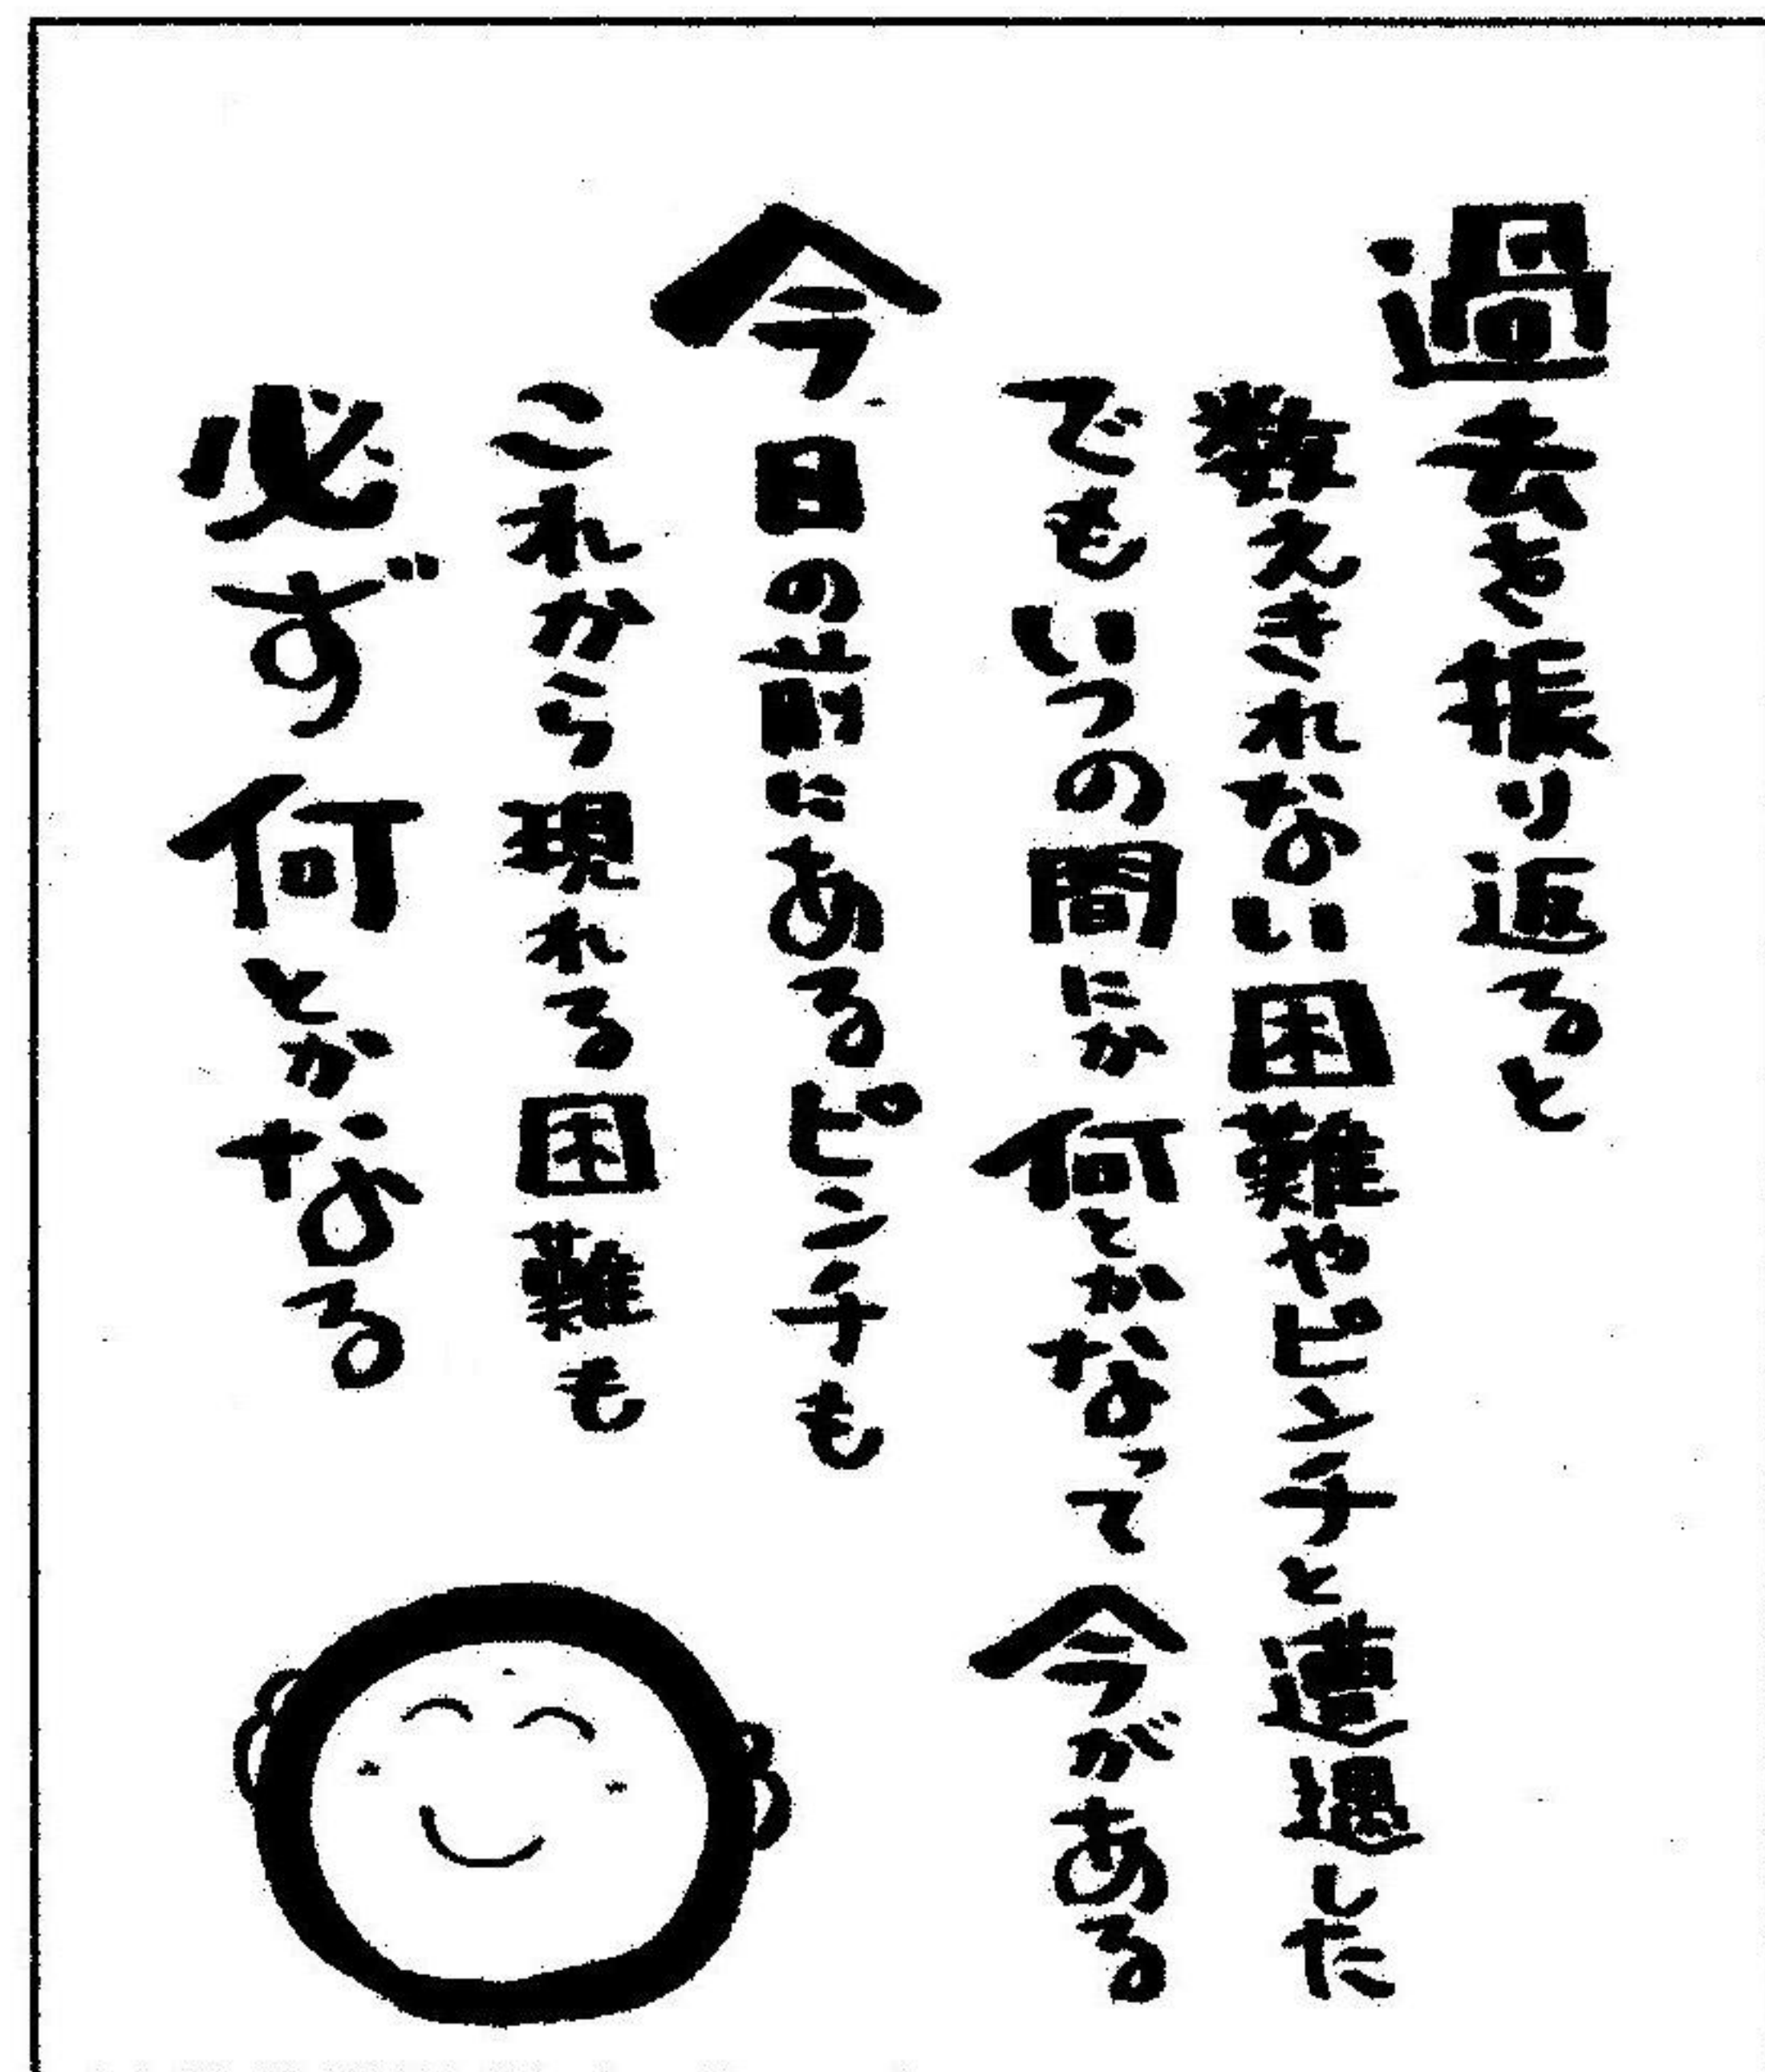 過去を振り返ると
数えきれない困難やピンチと遭遇した
でもいつの間にか何とかなって今がある
今日の前にあるピンチも
これから現れる困難も
必ず何とかなる